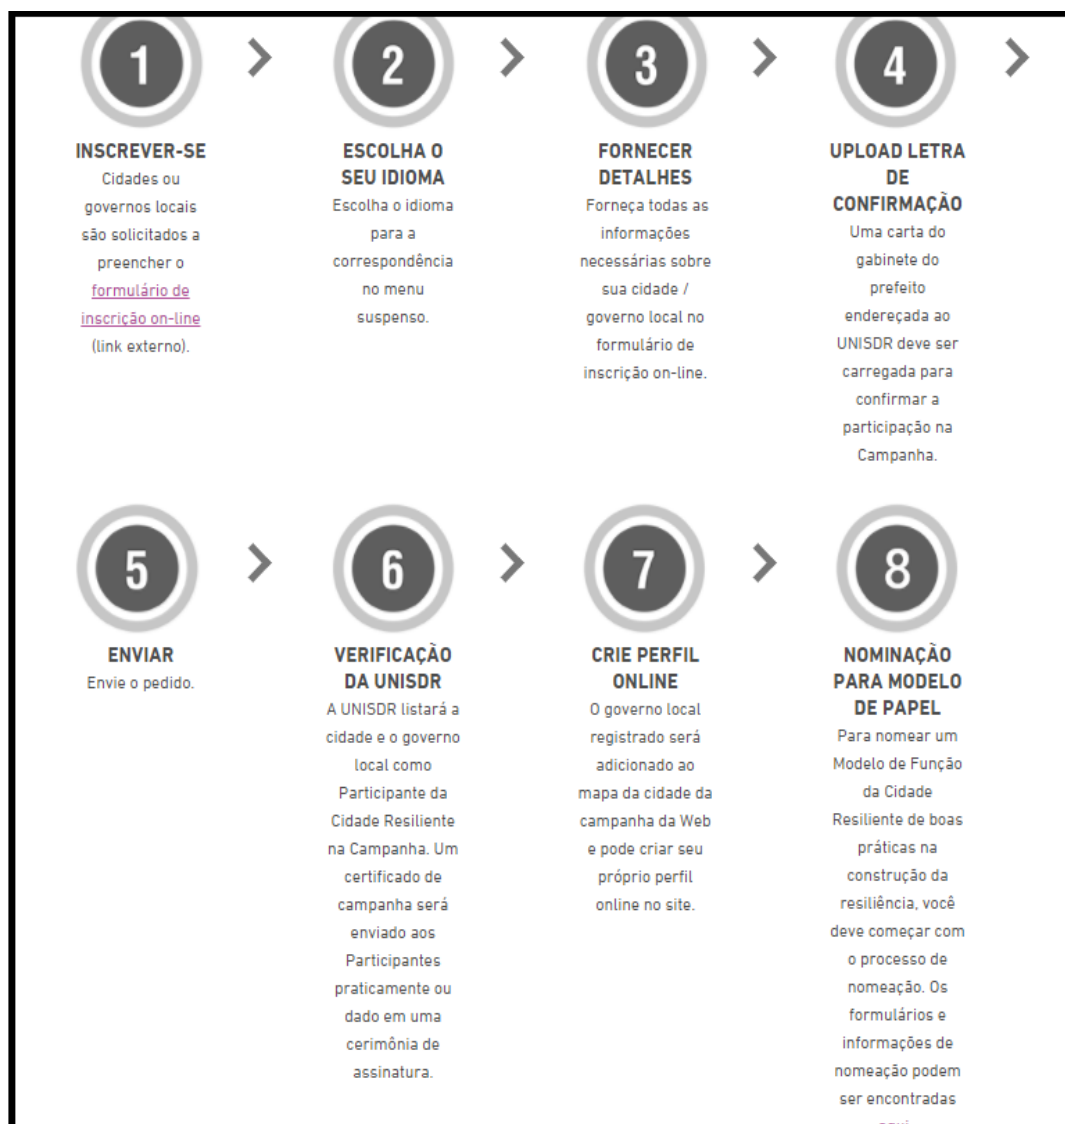 1
INSCREVER-SE
Cidades ou
governos locais
são solicitados a
preencher o
formulário de
inscrição on-line
(link externo).
2
ESCOLHA O
SEU IDIOMA
Escolha o idioma
para a
correspondência
no menu
suspenso.
3
FORNECER
DETALHES
Forneça todas as
informações
necessárias sobre
sua cidade /
governo local no
formulário de
inscrição on-line.
4
UPLOAD LETRA
DE
CONFIRMAÇÃO
Uma carta do
gabinete do
prefeito
endereçada ao
UNISDR deve ser
carregada para
confirmar a
participação na
Campanha.
5
ENVIAR
Envie o pedido.
6
VERIFICAÇÃO
DA UNISDR
A UNISDR listará a
cidade e o governo
local como
Participante da
Cidade Resiliente
na Campanha. Um
certificado de
campanha será
enviado aos
Participantes
praticamente ou
dado em uma
cerimônia de
assinatura.
7
CRIE PERFIL
ONLINE
O governo local
registrado será
adicionado ao
mapa da cidade da
campanha da Web
e pode criar seu
próprio perfil
online no site.
8
NOMINAÇÃO
PARA MODELO
DE PAPEL
Para nomear um
Modelo de Função
da Cidade
Resiliente de boas
práticas na
construção da
resiliência, você
deve começar com
o processo de
nomeação. Os
formulários e
informações de
nomeação podem
ser encontradas